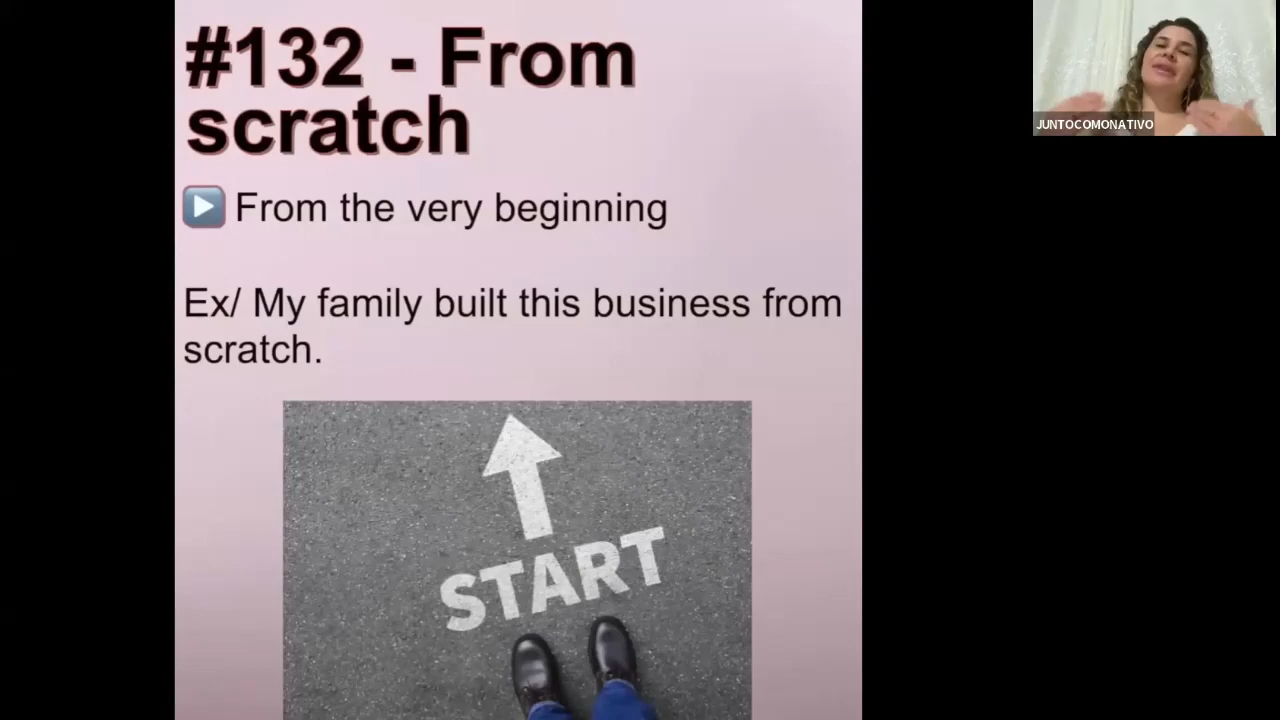 #132 - From
scratch
From the very beginning
Ex/ My family built this business from
scratch.
START
JUNTOCOMONATIVO